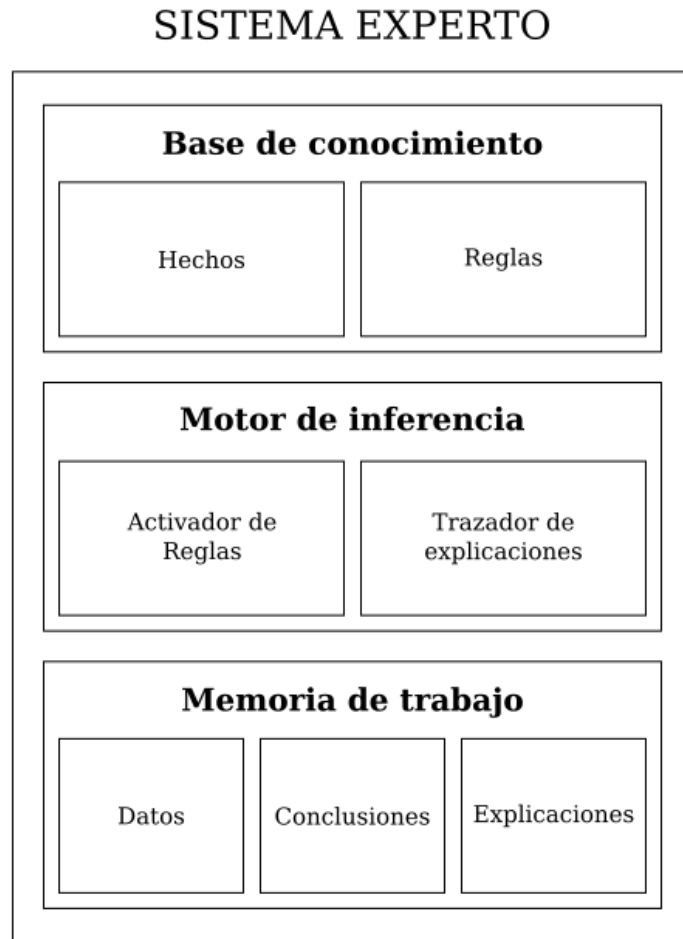 SISTEMA EXPERTO
Base de conocimiento
Hechos
Reglas
Motor de inferencia
Activador de
Reglas
Trazador de
explicaciones
Memoria de trabajo
Datos
Conclusiones
Explicaciones